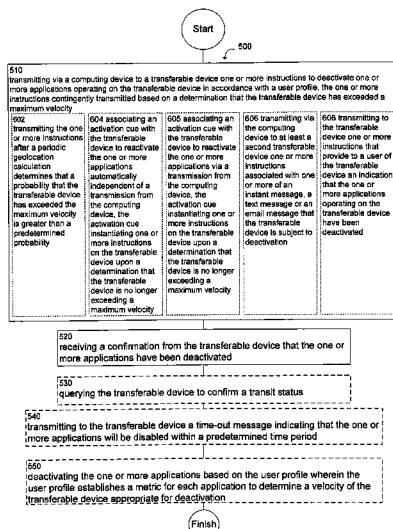 Start
500
510
transmitting via a computing device to a transferable device one or more instructions to deactivate one or
more applications operating on the transferable device in accordance with a user profile, the one or more
instructions contingently transmitted based on a determination that the transferable device has exceeded a
maximum velocity
602
transmitting the one
or more instructions
after a periodic
geolocation
calculation
determines that a
probability that the
transferable device
has exceeded the
maximum velocity
is greater than a
predetermined
probability
604 associating an
activation cue with
the transferable
device to reactivate
the one or more
applications
automatically
independent of a
transmission from
the computing
device, the
activation cue
instantiating one or
more instructions
on the transferable
device upon a
determination that
the transferable
device is no longer
exceeding a
maximum velocity
605 associating an
activation cue with
the transferable
device to reactivate
the one or more
applications via a
transmission from
the computing
device, the
activation cue
instantiating one or
more instructions
on the transferable
device upon a
determination that
the transferable
device is no longer
exceeding a
maximum velocity
606 transmitting via
the computing
device to at least a
second transferable
device one or more
instructions
associated with one
or more of an
instant message, a
text message or an
email message that
the transferable
device is subject to
deactivation
608 transmitting to
the transferable
device one or more
instructions that
provide to a user of
the transferable
device an indication
that the one or
more applications
operating on the
transferable device
have been
deactivated
520
receiving a confirmation from the transferable device that the one or
more applications have been deactivated
530
querying the transferable device to confirm a transit status
540
transmitting to the transferable device a time-out message indicating that the one or
more applications will be disabled within a predetermined time period
550
deactivating the one or more applications based on the user profile wherein the
user profile establishes a metric for each application to determine a velocity of the
transferable device appropriate for deactivation
Finish